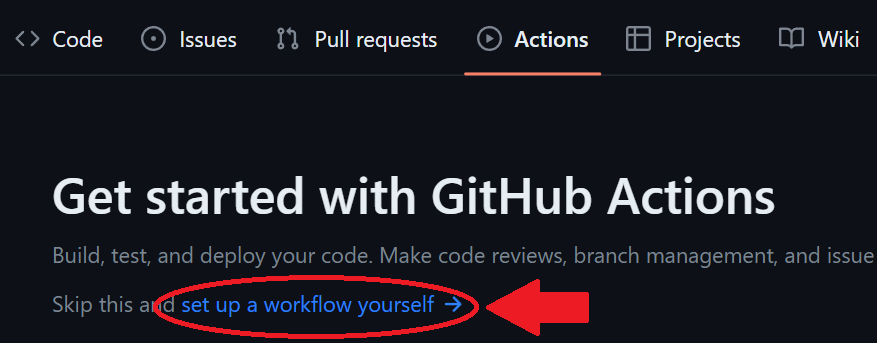 Code Issues Pull requests Actions Projects Wiki
Get started with GitHub Actions
Build, test, and deploy your code. Make code reviews, branch management, and issue
Skip this and set up a workflow yourself →